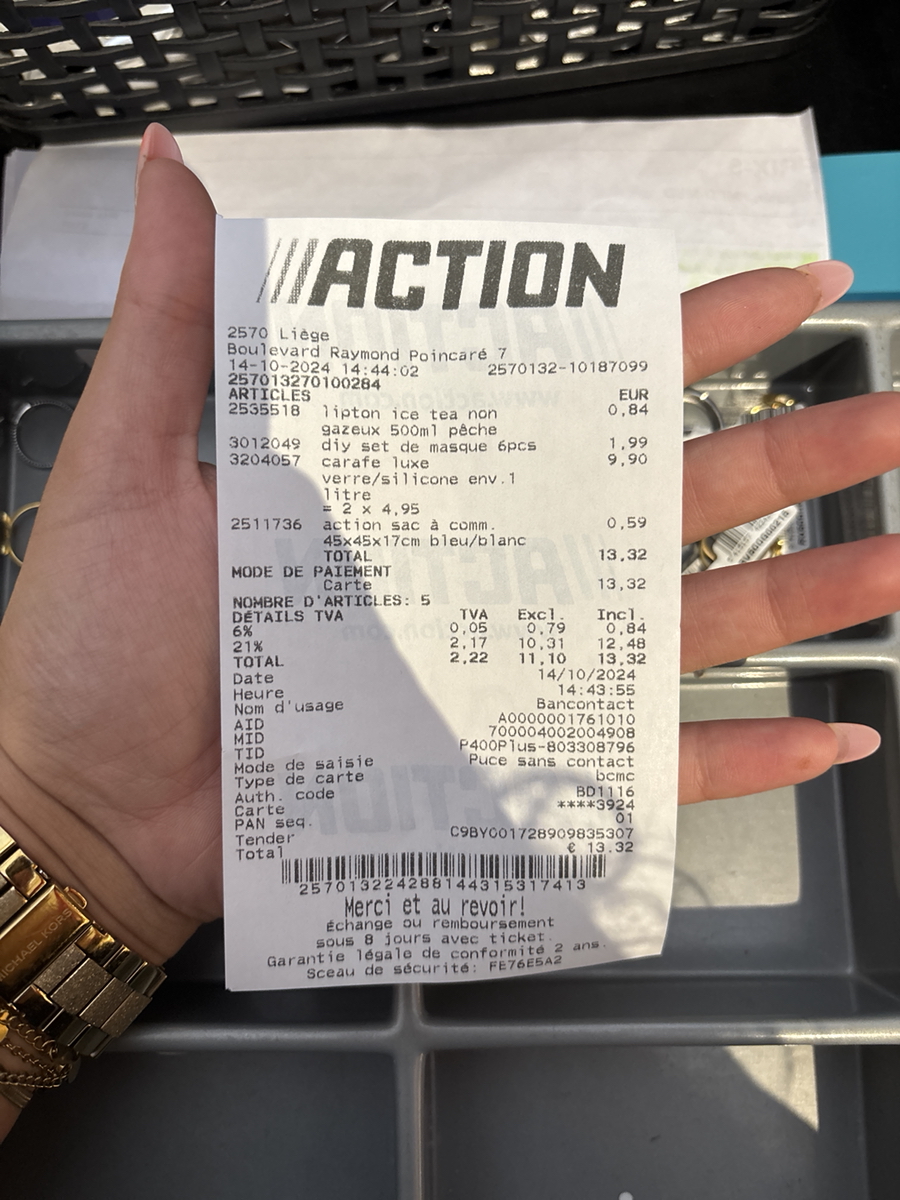 ///ACTION
2570 Liège
Boulevard Raymond Poincaré 7
14-10-2024 14:44:02 2570132-10187099
257013270100284
ARTICLES EUR
2535518 lipton ice tea non 0,84
gazeux 500ml pêche
3012049 diy set de masque 6pcs 1,99
3204057 carafe luxe 9,90
verre/silicone env.1
litre
= 2 x 4,95
2511736 action sac à comm. 0,59
45x45x17cm bleu/blanc
TOTAL 13,32
MODE DE PAIEMENT
Carte 13,32
NOMBRE D'ARTICLES: 5
DÉTAILS TVA TVA Excl. Incl.
6% 0,05 0,79 0,84
21% 2,17 10,31 12,48
TOTAL 2,22 11,10 13,32
Date 14/10/2024
Heure 14:43:55
Nom d'usage Bancontact
AID A0000001761010
MID 700004002004908
TID P400Plus-803308796
Mode de saisie Puce sans contact
Type de carte bcmc
Auth. code BD1116
Carte ****3924
PAN seq. 01
Tender C9BY001728909835307
Total € 13.32
257013224288144315317413
Merci et au revoir!
Échange ou remboursement
sous 8 jours avec ticket.
Garantie légale de conformité 2 ans.
Sceau de sécurité: FE76E5A2
MICHAEL KORS